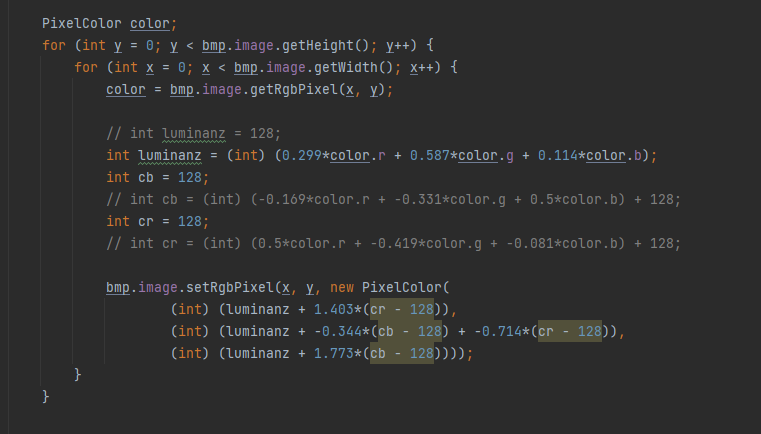 PixelColor color;
for (int y = 0; y < bmp.image.getHeight(); y++) {
    for (int x = 0; x < bmp.image.getWidth(); x++) {
        color = bmp.image.getRgbPixel(x, y);

        // int luminanz = 128;
        int luminanz = (int) (0.299*color.r + 0.587*color.g + 0.114*color.b);
        int cb = 128;
        // int cb = (int) (-0.169*color.r + -0.331*color.g + 0.5*color.b) + 128;
        int cr = 128;
        // int cr = (int) (0.5*color.r + -0.419*color.g + -0.081*color.b) + 128;

        bmp.image.setRgbPixel(x, y, new PixelColor(
                (int) (luminanz + 1.403*(cr - 128)),
                (int) (luminanz + -0.344*(cb - 128) + -0.714*(cr - 128)),
                (int) (luminanz + 1.773*(cb - 128))));
    }
}